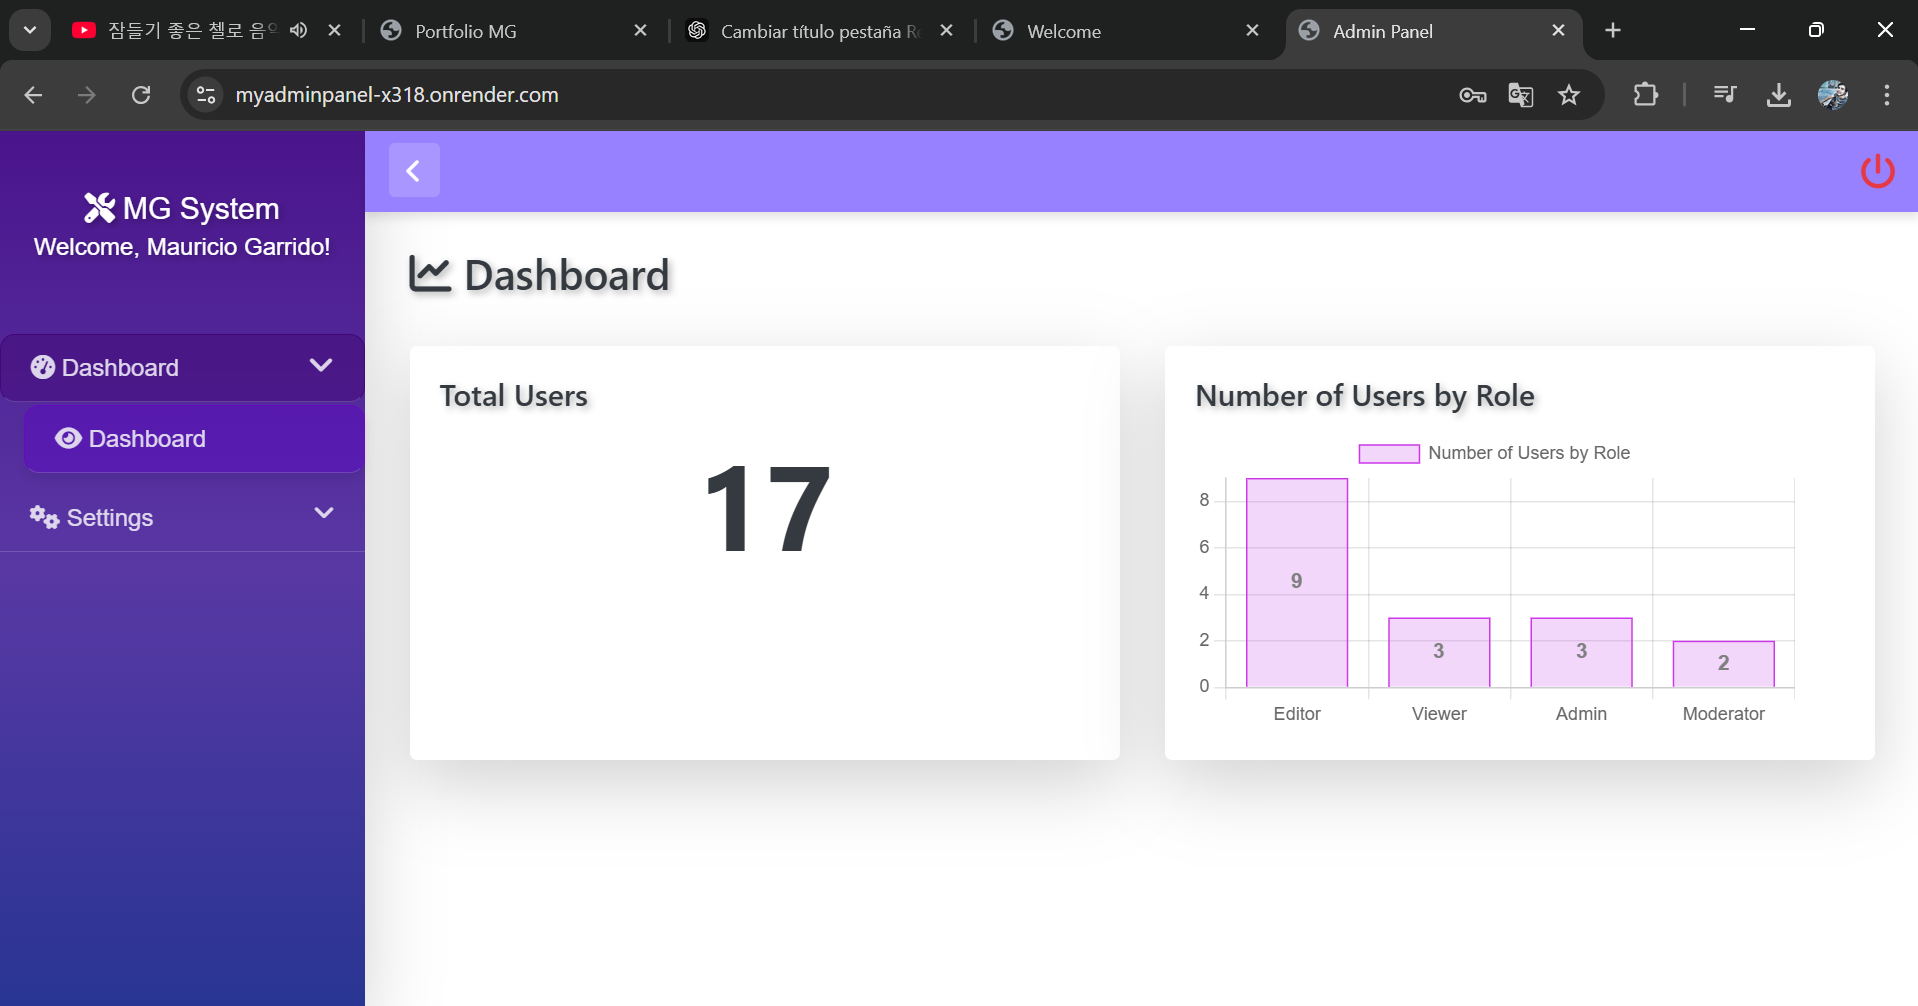 잠들기 좋은 첼로 음악
Portfolio MG
Cambiar título pestaña Re
Welcome
Admin Panel
myadminpanel-x318.onrender.com
MG System
Welcome, Mauricio Garrido!
Dashboard
Dashboard
Settings
Dashboard
Total Users
17
Number of Users by Role
Number of Users by Role
8
6
4
2
0
9
3
3
2
Editor
Viewer
Admin
Moderator